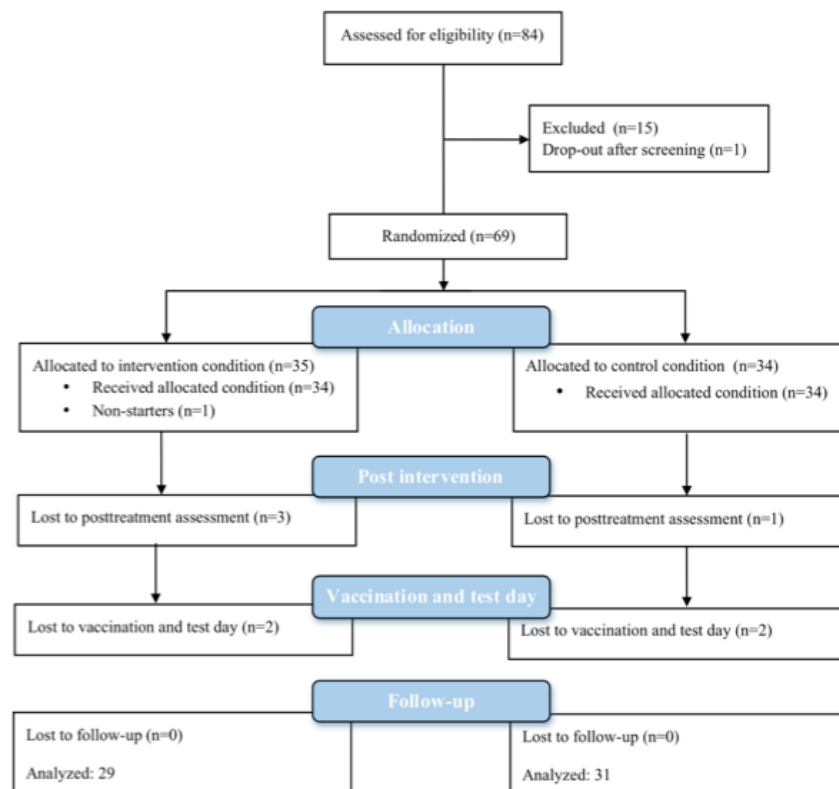 Assessed for eligibility (n=84)
Excluded (n=15)
Drop-out after screening (n=1)
Randomized (n=69)
Allocation
Allocated to intervention condition (n=35)
• Received allocated condition (n=34)
• Non-starters (n=1)
Allocated to control condition (n=34)
• Received allocated condition (n=34)
Post intervention
Lost to posttreatment assessment (n=3)
Lost to posttreatment assessment (n=1)
Vaccination and test day
Lost to vaccination and test day (n=2)
Lost to vaccination and test day (n=2)
Follow-up
Lost to follow-up (n=0)
Analyzed: 29
Lost to follow-up (n=0)
Analyzed: 31